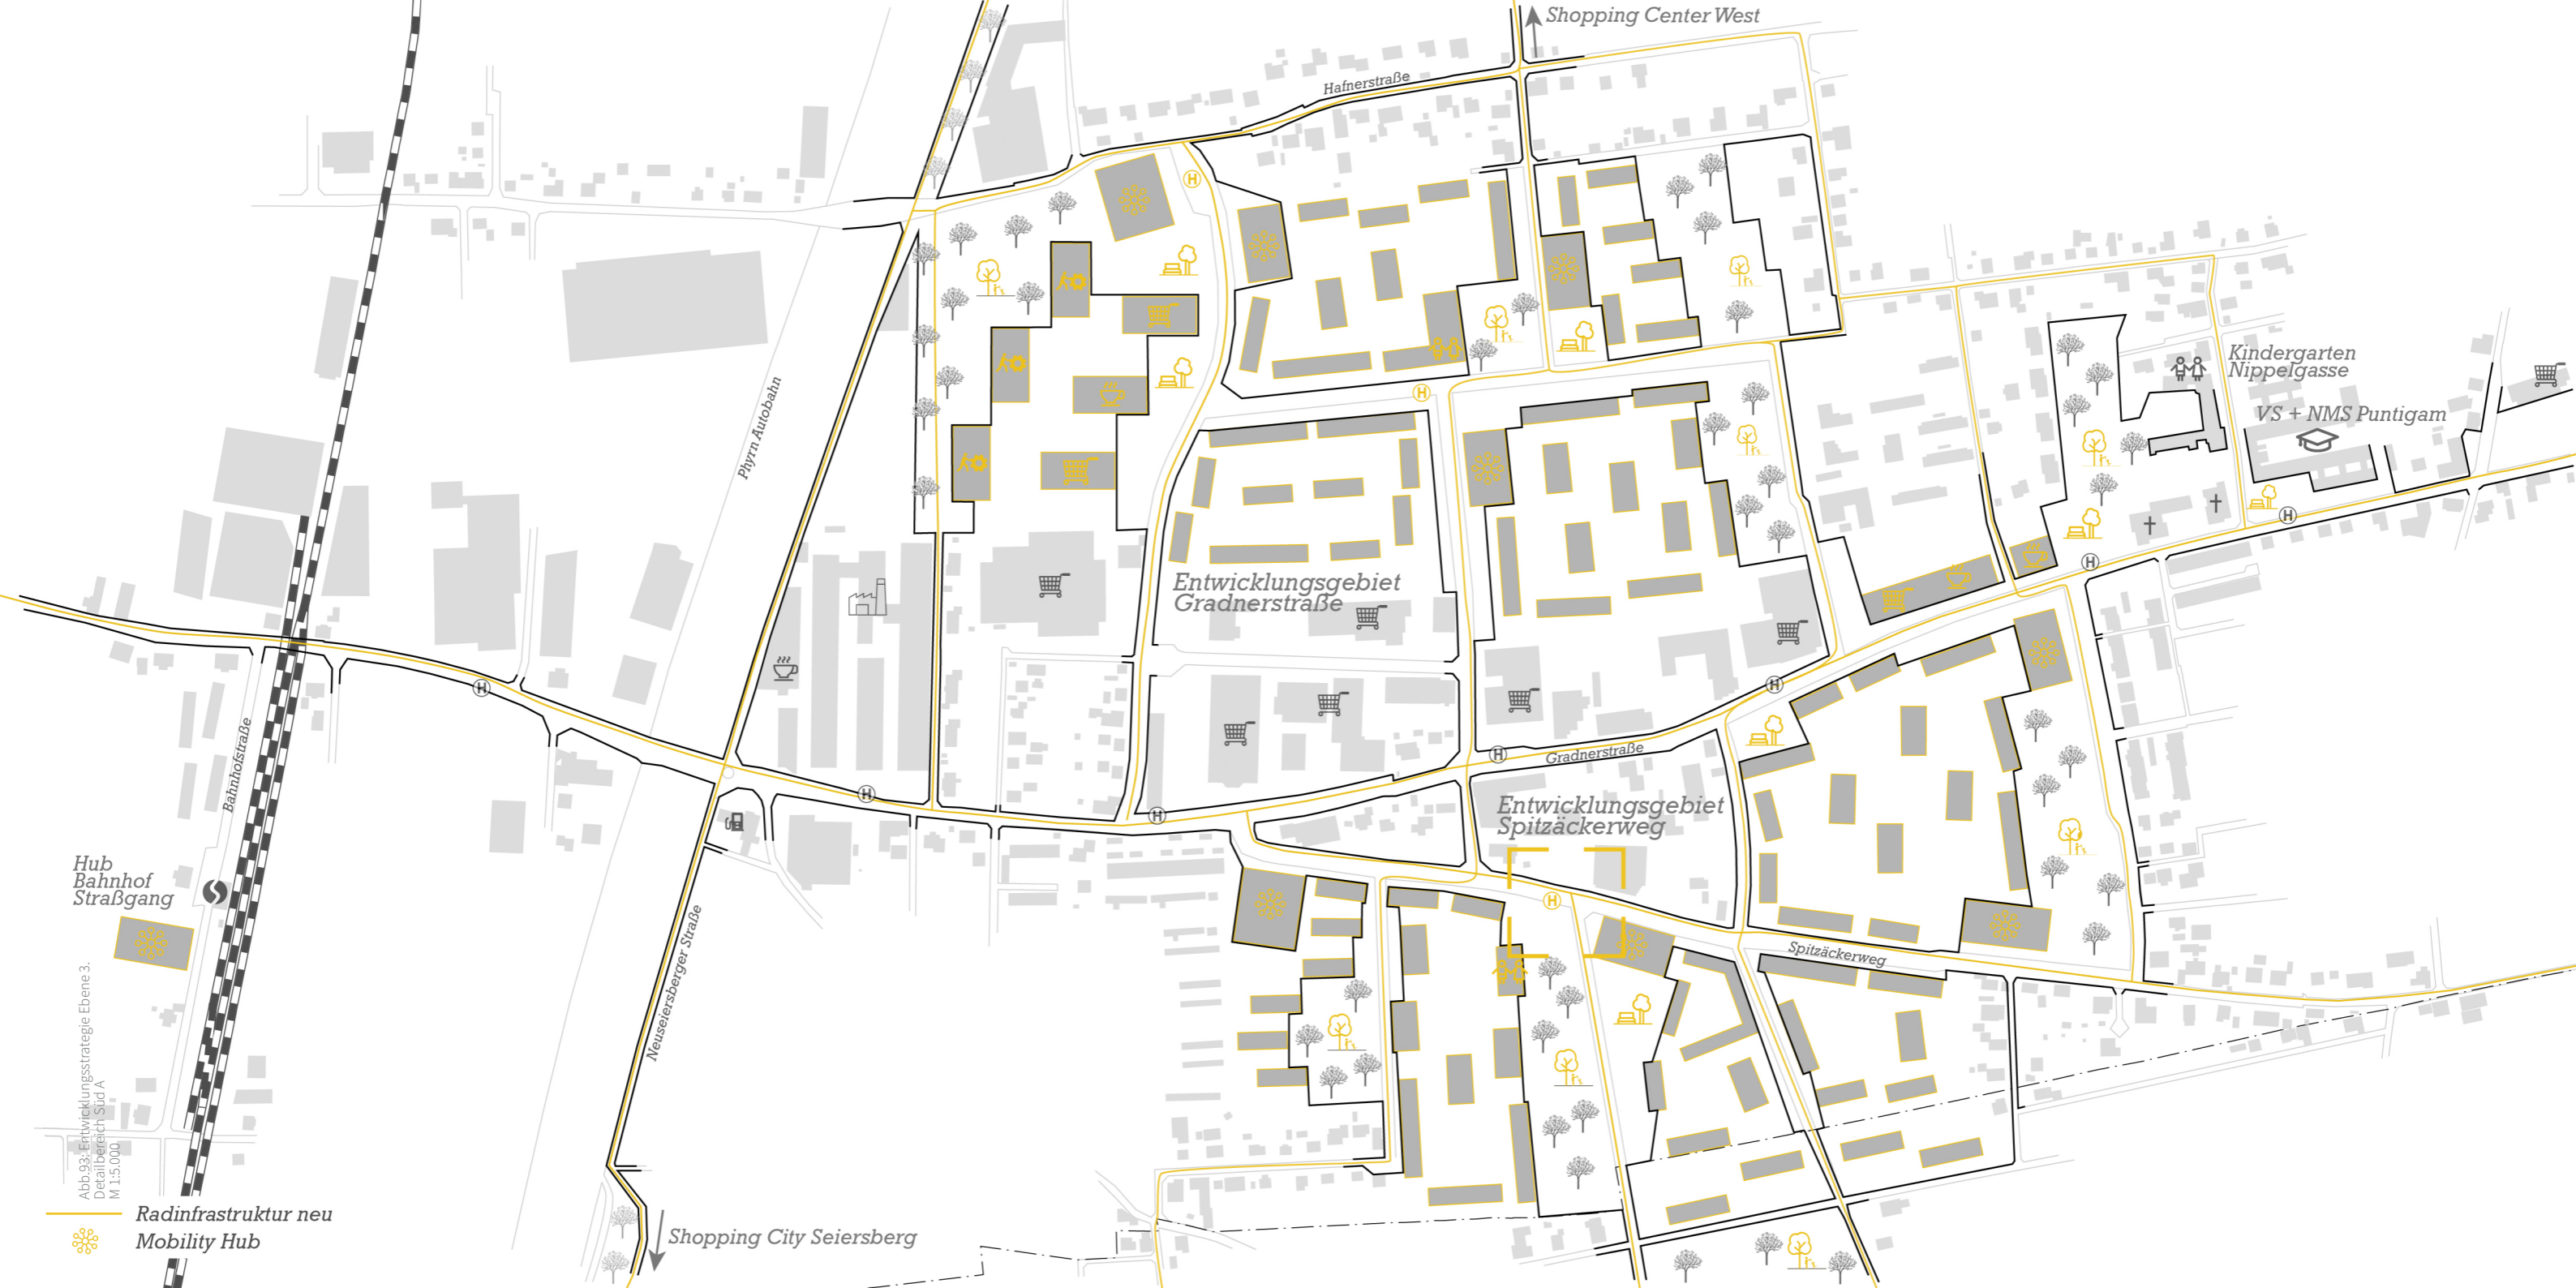 Shopping Center West
Hafnerstraße
Phyrn Autobahn
Kindergarten
Nippelgasse
VS + NMS Puntigam
Entwicklungsgebiet
Gradnerstraße
H
H
H
H
H
H
H
H
H
H
Bahnhofstraße
Gradnerstraße
Entwicklungsgebiet
Spitzäckerweg
Hub
Bahnhof
Straßgang
Neuseiersberger Straße
Spitzäckerweg
Abb.93: Entwicklungsstrategie Ebene 3.
Detailbereich Süd A
M 1:5.000
Radinfrastruktur neu
Mobility Hub
Shopping City Seiersberg